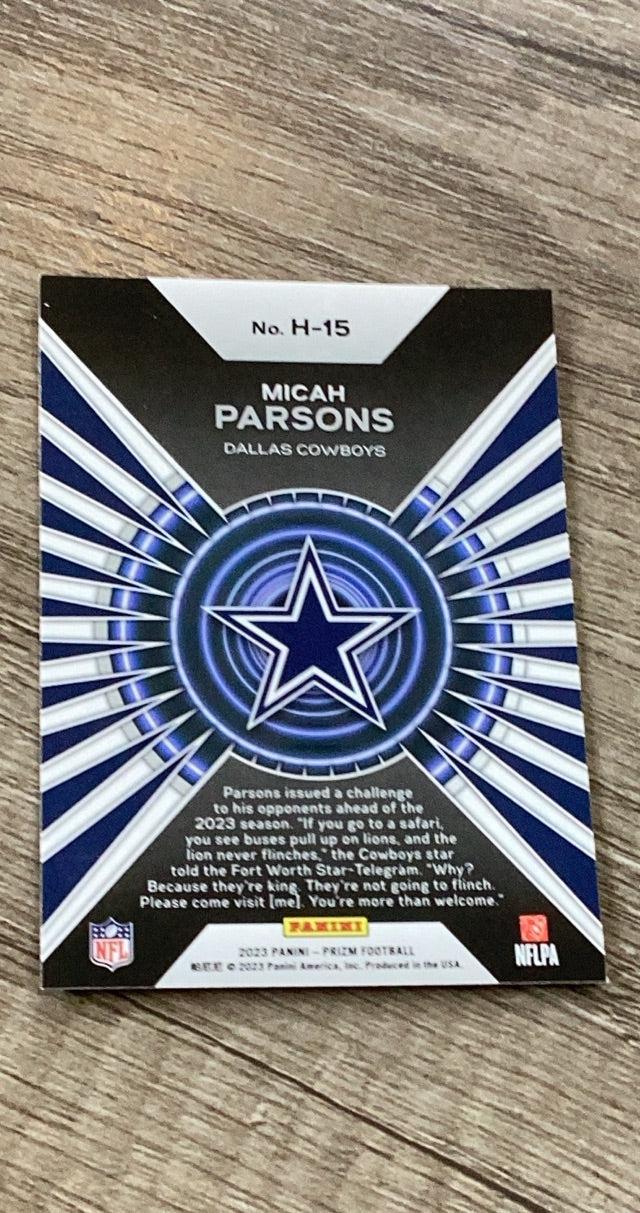 No. H-15
MICAH
PARSONS
DALLAS COWBOYS
Parsons issued a challenge
to his opponents ahead of the
2023 season. "If you go to a safari,
you see buses pull up on lions, and the
lion never flinches," the Cowboys star
told the Fort Worth Star-Telegram. "Why?
Because they're king. They're not going to flinch.
Please come visit [me]. You're more than welcome."
PANINI
NFL
NFLPA
2023 PANINI – PRIZM FOOTBALL
© 2023 Panini America, Inc. Produced in the USA.